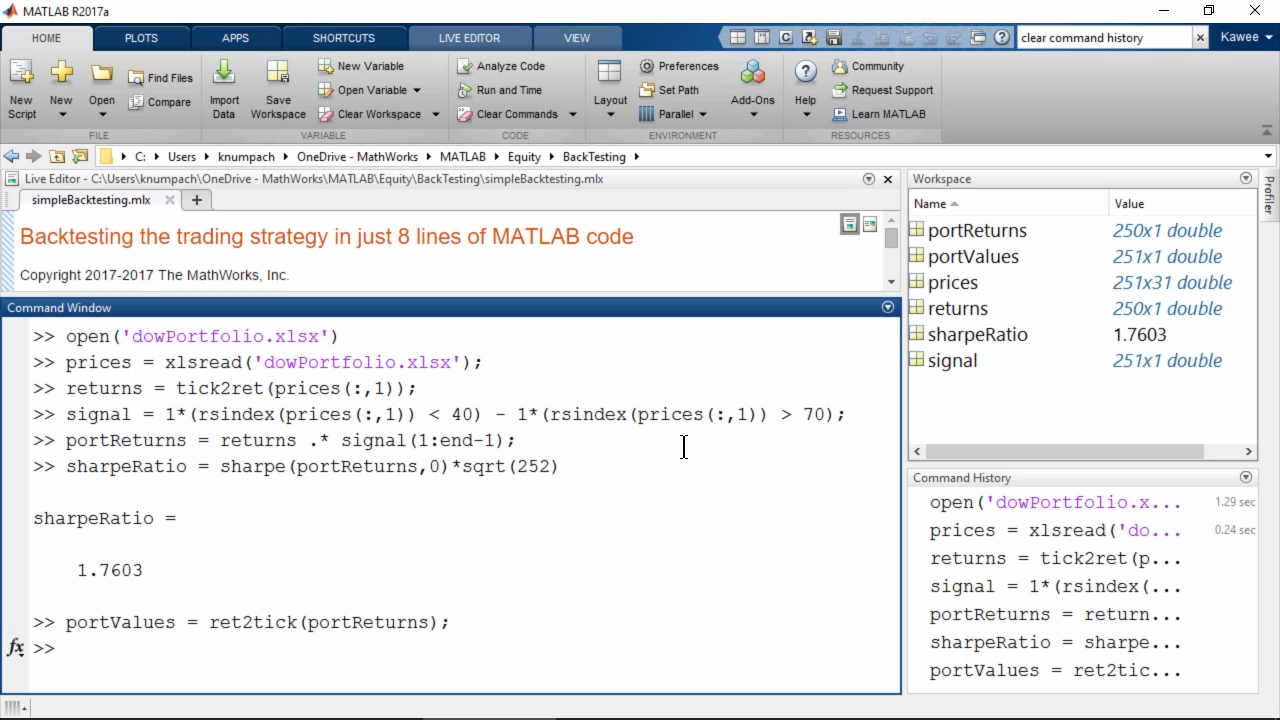 MATLAB R2017a
HOME PLOTS APPS SHORTCUTS LIVE EDITOR VIEW clear command history Kawee
New Script New Open Find Files Compare Import Data Save Workspace New Variable Open Variable Clear Workspace Analyze Code Run and Time Clear Commands Layout Preferences Set Path Parallel Add-Ons Help Community Request Support Learn MATLAB
FILE VARIABLE CODE ENVIRONMENT RESOURCES
C: Users knumpach OneDrive - MathWorks MATLAB Equity BackTesting
Live Editor - C:\Users\knumpach\OneDrive - MathWorks\MATLAB\Equity\BackTesting\simpleBacktesting.mlx
simpleBacktesting.mlx
Backtesting the trading strategy in just 8 lines of MATLAB code
Copyright 2017-2017 The MathWorks, Inc.
Command Window
>> open('dowPortfolio.xlsx')
>> prices = xlsread('dowPortfolio.xlsx');
>> returns = tick2ret(prices(:,1));
>> signal = 1*(rsindex(prices(:,1)) < 40) - 1*(rsindex(prices(:,1)) > 70);
>> portReturns = returns .* signal(1:end-1);
>> sharpeRatio = sharpe(portReturns,0)*sqrt(252)
sharpeRatio =
1.7603
>> portValues = ret2tick(portReturns);
fx >>
Workspace
Name Value
portReturns 250x1 double
portValues 251x1 double
prices 251x31 double
returns 250x1 double
sharpeRatio 1.7603
signal 251x1 double
Command History
open('dowPortfolio.x... 1.29 sec
prices = xlsread('do... 0.24 sec
returns = tick2ret(p...
signal = 1*(rsindex(...
portReturns = return...
sharpeRatio = sharpe...
portValues = ret2tic...
Profiler